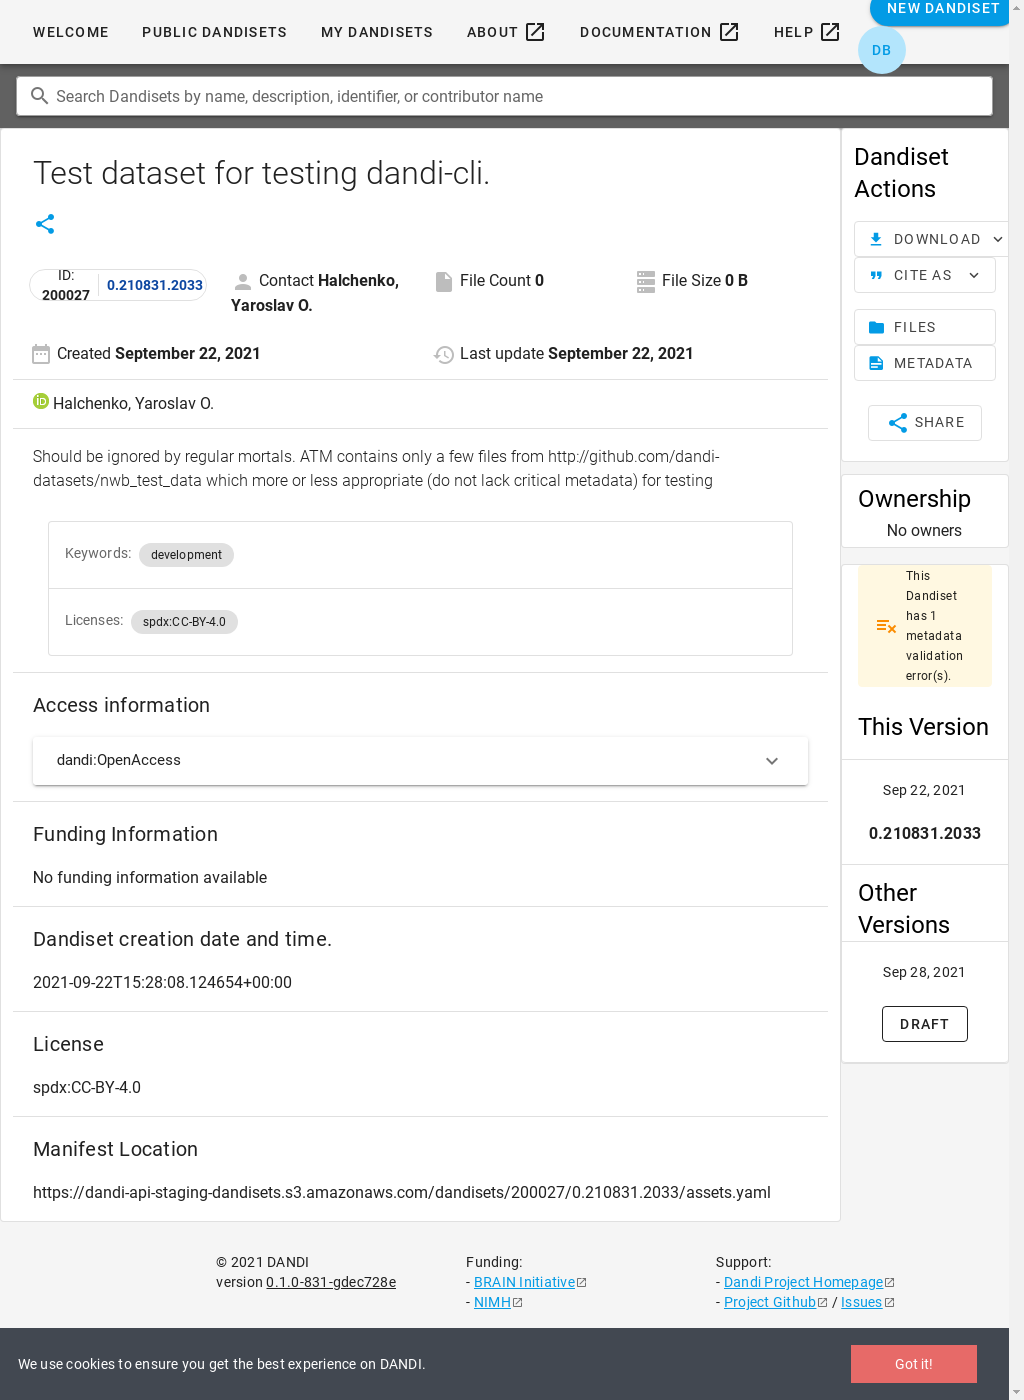 WELCOME
PUBLIC DANDISETS
MY DANDISETS
ABOUT
DOCUMENTATION
HELP
NEW DANDISET
DB
Search Dandisets by name, description, identifier, or contributor name
Test dataset for testing dandi-cli.
ID:
200027
0.210831.2033
Contact Halchenko,
Yaroslav O.
File Count 0
File Size 0 B
Created September 22, 2021
Last update September 22, 2021
Halchenko, Yaroslav O.
Should be ignored by regular mortals. ATM contains only a few files from http://github.com/dandi-
datasets/nwb_test_data which more or less appropriate (do not lack critical metadata) for testing
Keywords: development
Licenses: spdx:CC-BY-4.0
Access information
dandi:OpenAccess
Funding Information
No funding information available
Dandiset creation date and time.
2021-09-22T15:28:08.124654+00:00
License
spdx:CC-BY-4.0
Manifest Location
https://dandi-api-staging-dandisets.s3.amazonaws.com/dandisets/200027/0.210831.2033/assets.yaml
Dandiset
Actions
DOWNLOAD
CITE AS
FILES
METADATA
SHARE
Ownership
No owners
This
Dandiset
has 1
metadata
validation
error(s).
This Version
Sep 22, 2021
0.210831.2033
Other
Versions
Sep 28, 2021
DRAFT
© 2021 DANDI
version 0.1.0-831-gdec728e
Funding:
- BRAIN Initiative
- NIMH
Support:
- Dandi Project Homepage
- Project Github / Issues
We use cookies to ensure you get the best experience on DANDI.
Got it!